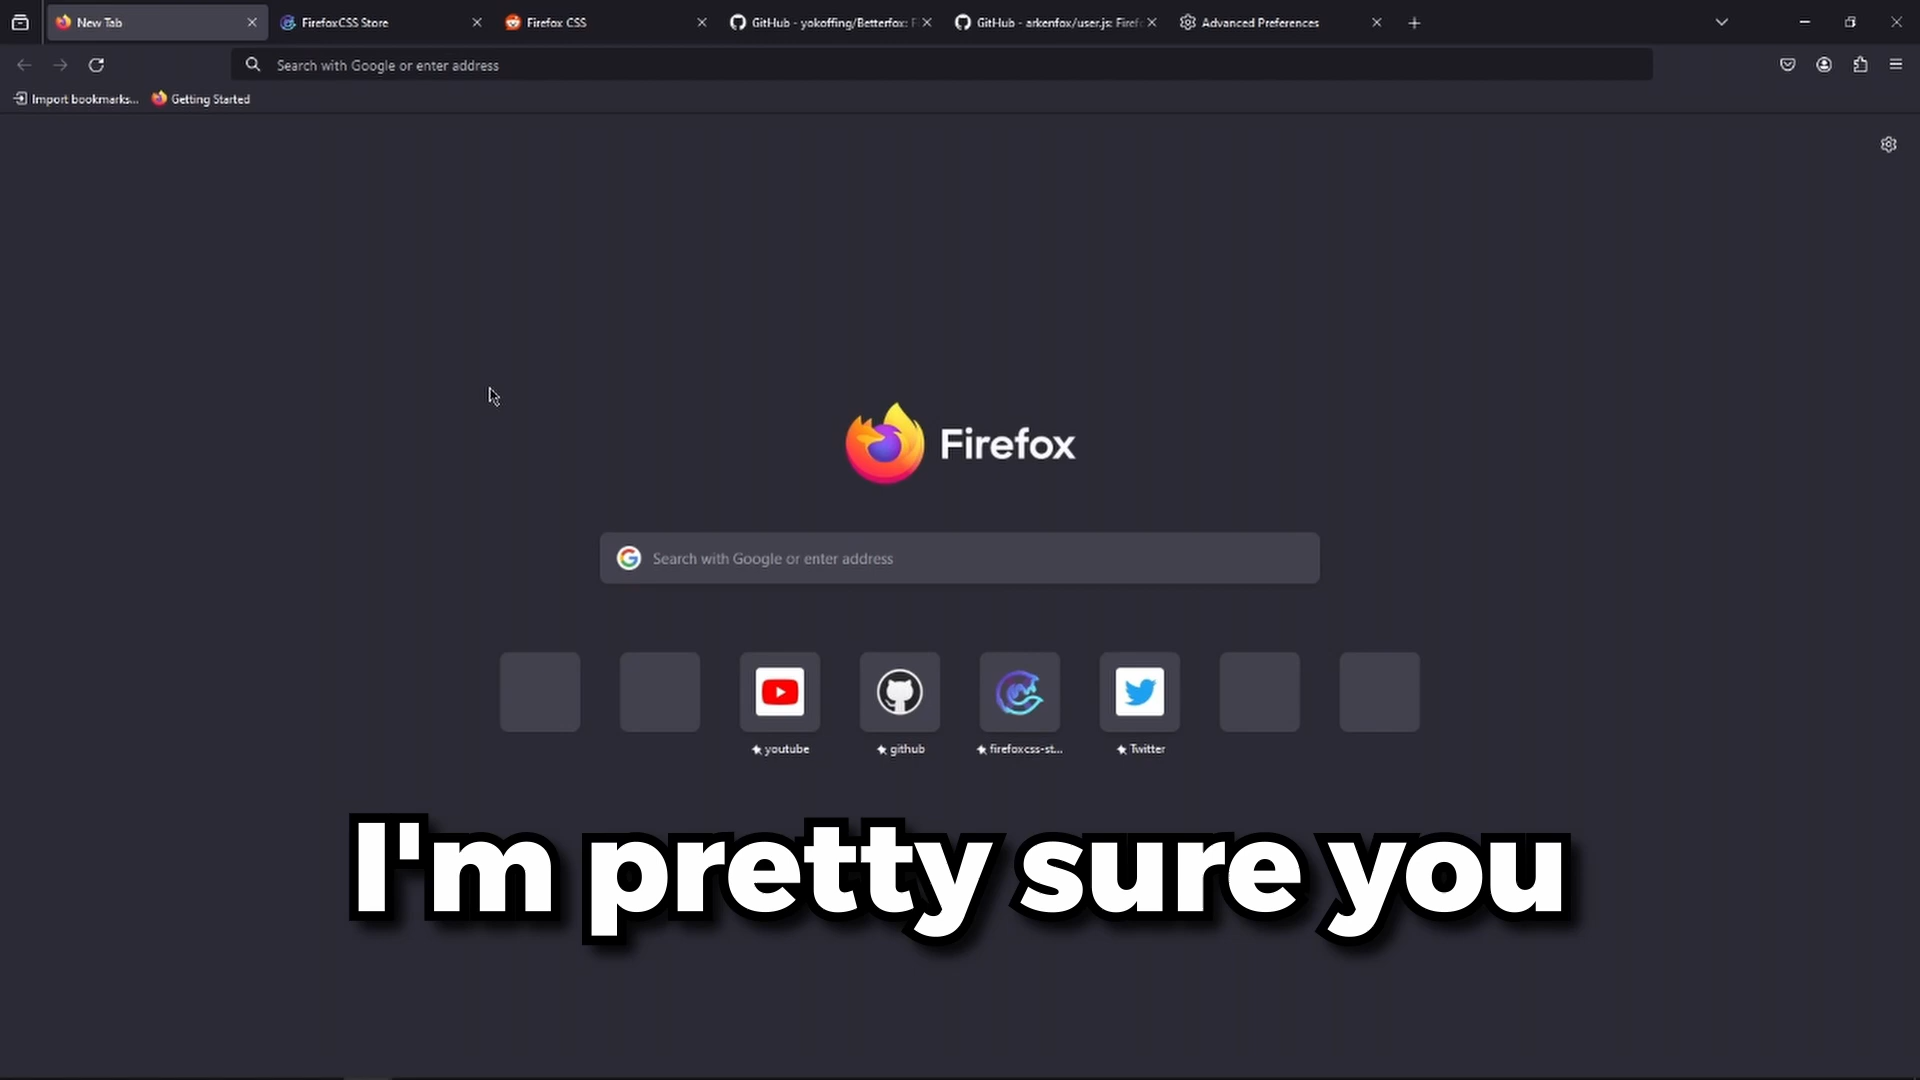 New Tab
FirefoxCSS Store
Firefox CSS
GitHub - yokoffing/Betterfox: F
GitHub - arkenfox/user.js: Firef
Advanced Preferences
Search with Google or enter address
Import bookmarks...
Getting Started
Firefox
Search with Google or enter address
youtube
github
firefoxcss-st...
Twitter
I'm pretty sure you